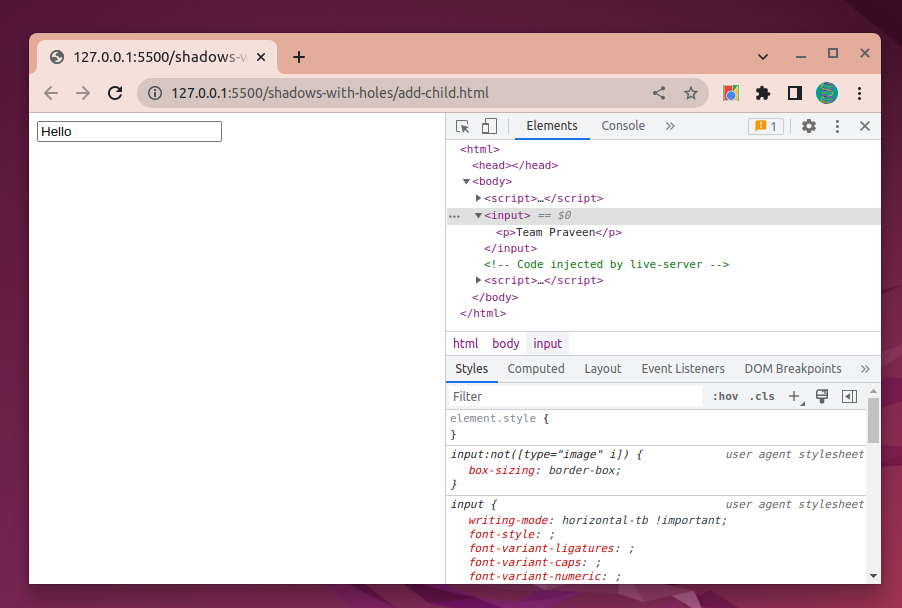 127.0.0.1:5500/shadows-w
127.0.0.1:5500/shadows-with-holes/add-child.html
Hello
Elements Console » 1
<html>
<head></head>
<body>
<script>…</script>
<input> == $0
<p>Team Praveen</p>
</input>
<!-- Code injected by live-server -->
<script>…</script>
</body>
</html>
html body input
Styles Computed Layout Event Listeners DOM Breakpoints »
Filter :hov .cls
element.style {
}
input:not([type="image" i]) { user agent stylesheet
box-sizing: border-box;
}
input { user agent stylesheet
writing-mode: horizontal-tb !important;
font-style: ;
font-variant-ligatures: ;
font-variant-caps: ;
font-variant-numeric: ;